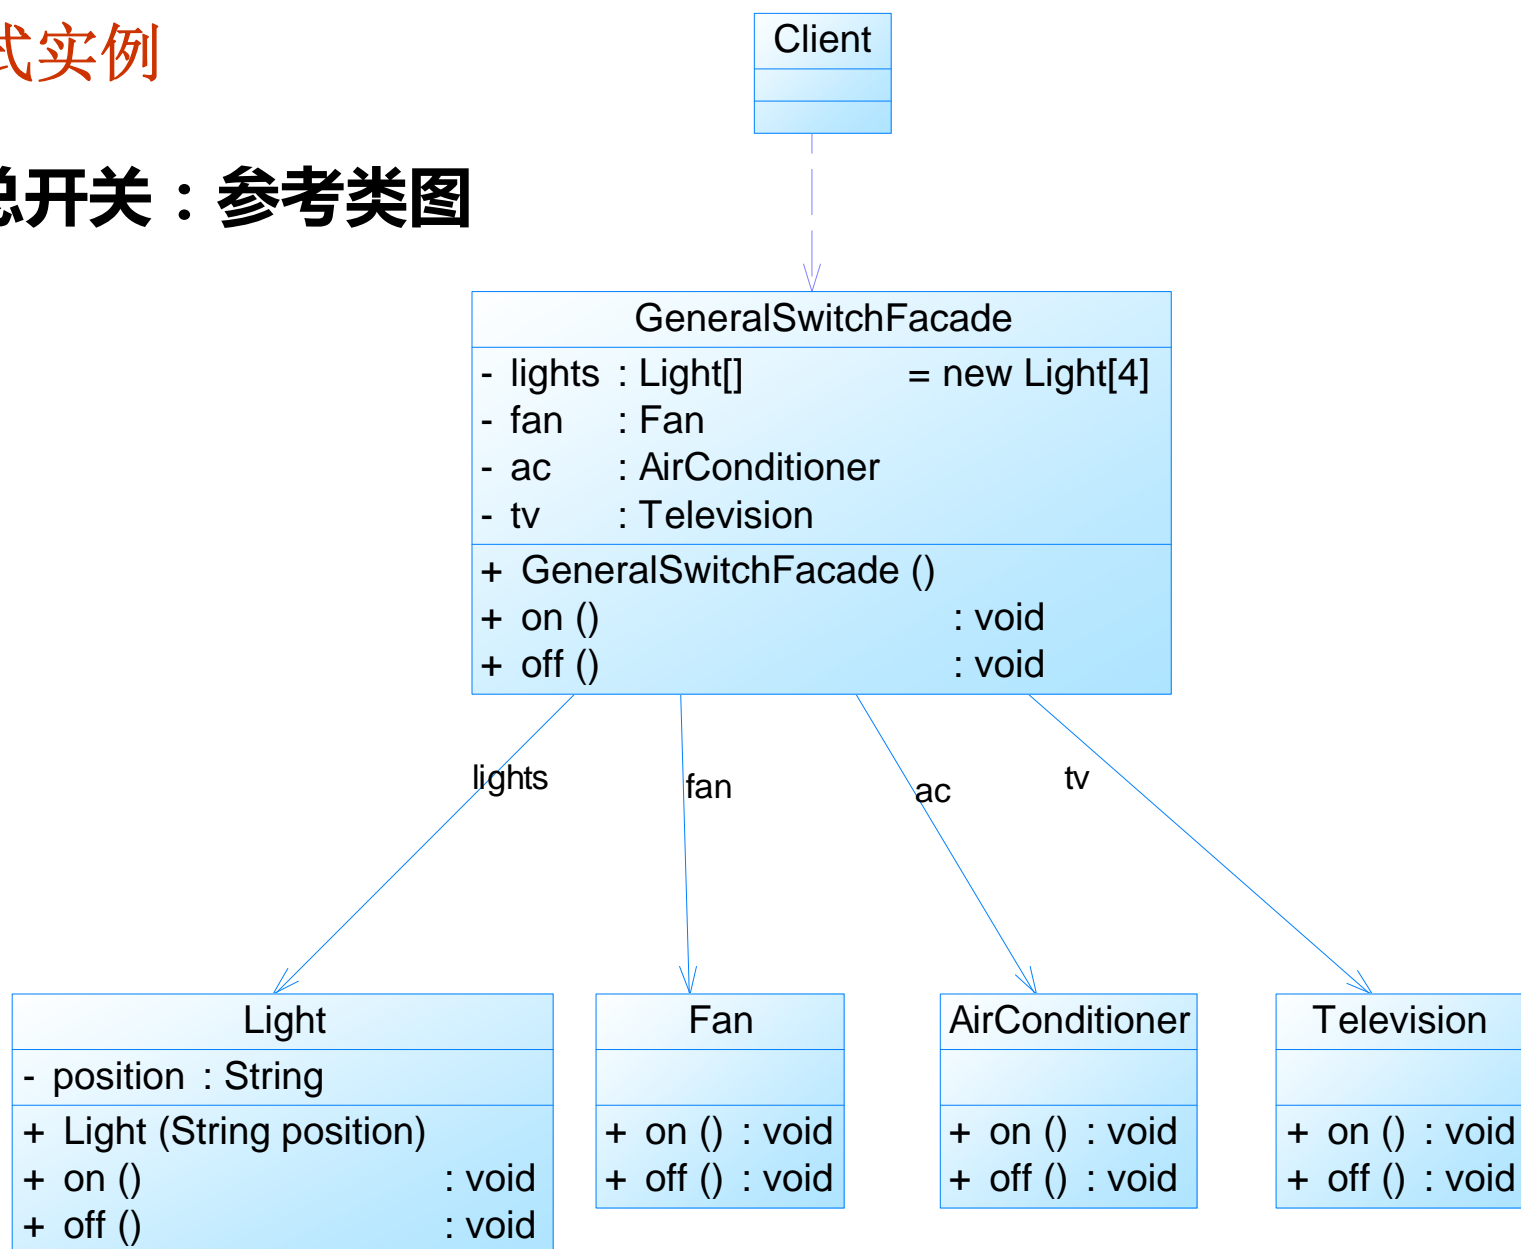 式实例
Client
总开关：参考类图
GeneralSwitchFacade
- lights : Light[] = new Light[4]
- fan : Fan
- ac : AirConditioner
- tv : Television
+ GeneralSwitchFacade ()
+ on () : void
+ off () : void
lights
fan
ac
tv
Light
- position : String
+ Light (String position)
+ on () : void
+ off () : void
Fan
+ on () : void
+ off () : void
AirConditioner
+ on () : void
+ off () : void
Television
+ on () : void
+ off () : void